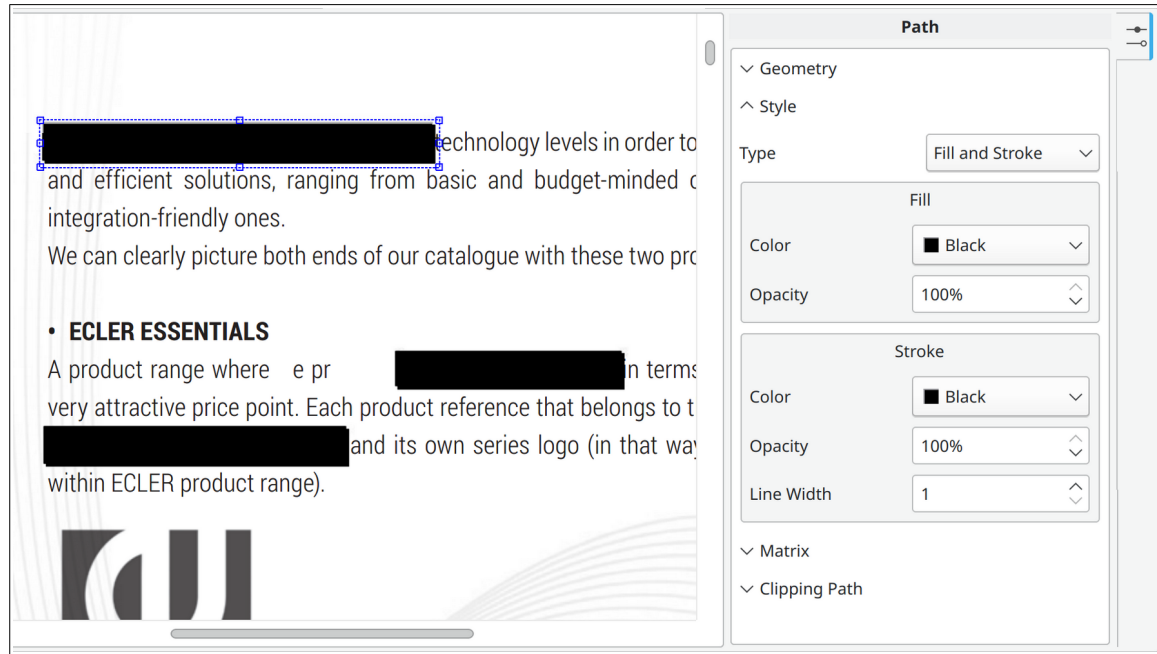 technology levels in order to
and efficient solutions, ranging from basic and budget-minded
integration-friendly ones.
We can clearly picture both ends of our catalogue with these two pro
• ECLER ESSENTIALS
A product range where e pr in terms
very attractive price point. Each product reference that belongs to t
and its own series logo (in that way
within ECLER product range).
Path
Geometry
Style
Type Fill and Stroke
Fill
Color Black
Opacity 100%
Stroke
Color Black
Opacity 100%
Line Width 1
Matrix
Clipping Path